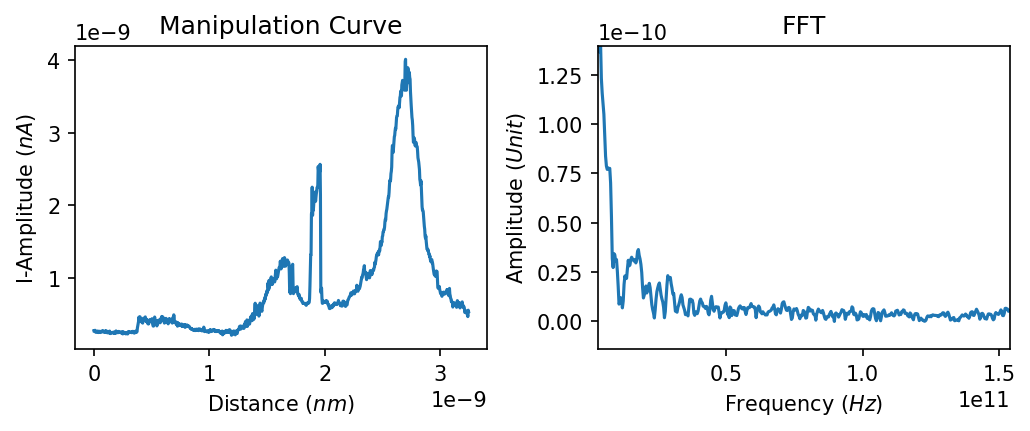 Manipulation Curve
1e−9
4
3
2
1
I-Amplitude (nA)
0 1 2 3
1e−9
Distance (nm)
FFT
1e−10
1.25
1.00
0.75
0.50
0.25
0.00
Amplitude (Unit)
0.5 1.0 1.5
1e11
Frequency (Hz)